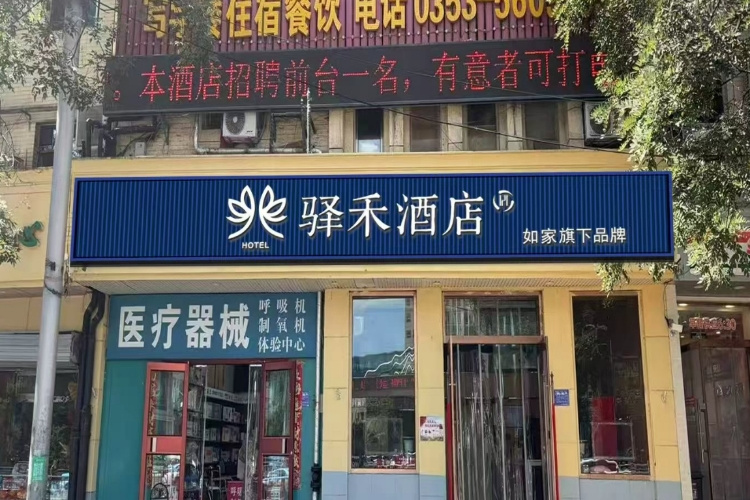 住宿餐饮 电话 0353-5605
。本酒店招聘前台一名，有意者可打电
HOTEL
驿禾酒店
如家旗下品牌
医疗器械
呼吸机
制氧机
体验中心